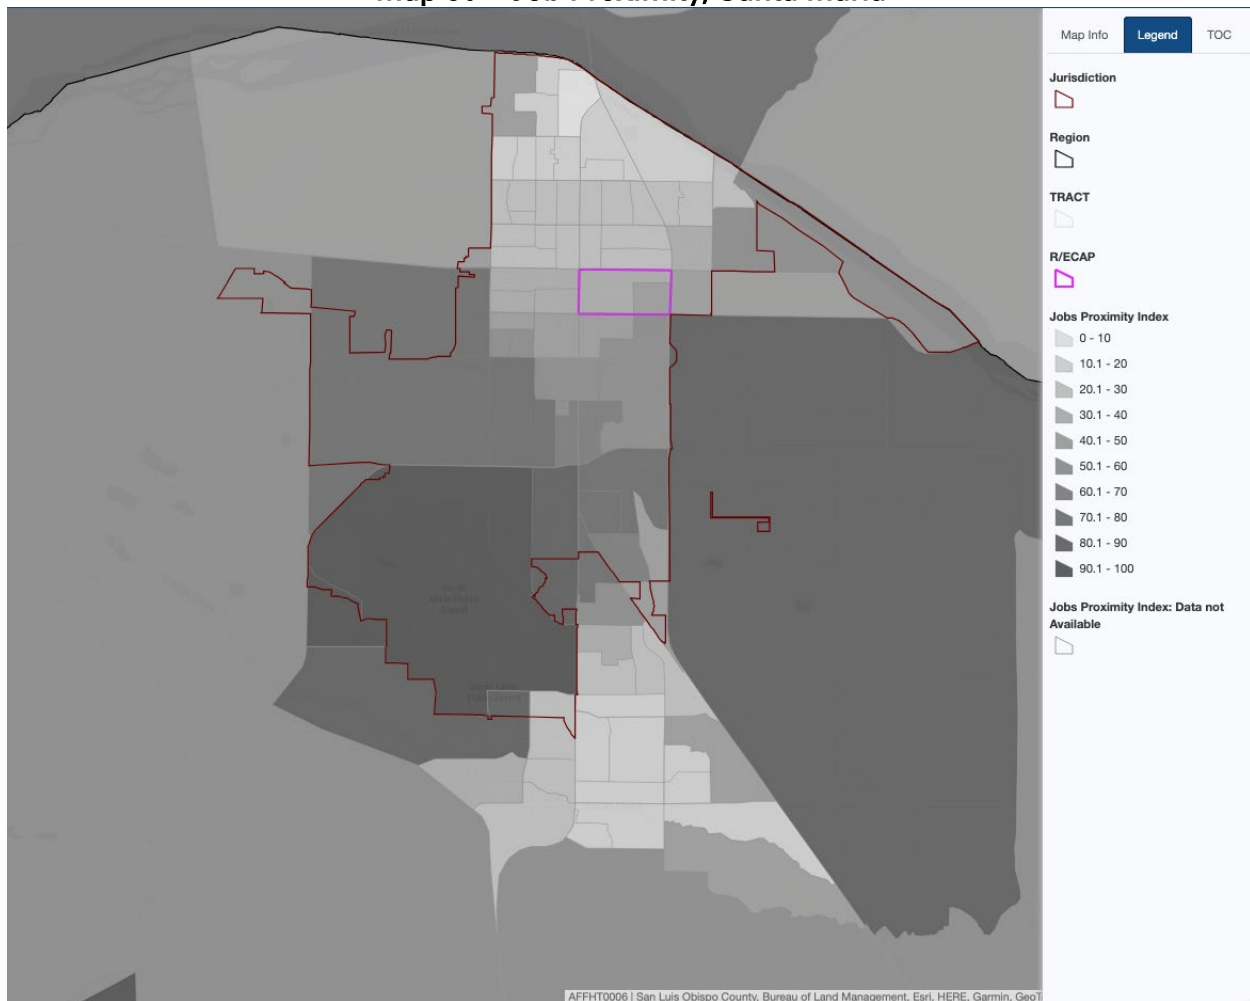 Map Info
Legend
TOC
Jurisdiction
Region
TRACT
R/ECAP
Jobs Proximity Index
0 - 10
10.1 - 20
20.1 - 30
30.1 - 40
40.1 - 50
50.1 - 60
60.1 - 70
70.1 - 80
80.1 - 90
90.1 - 100
Jobs Proximity Index: Data not
Available
AFFHT0006 | San Luis Obispo County, Bureau of Land Management, Esri, HERE, Garmin, GeoT